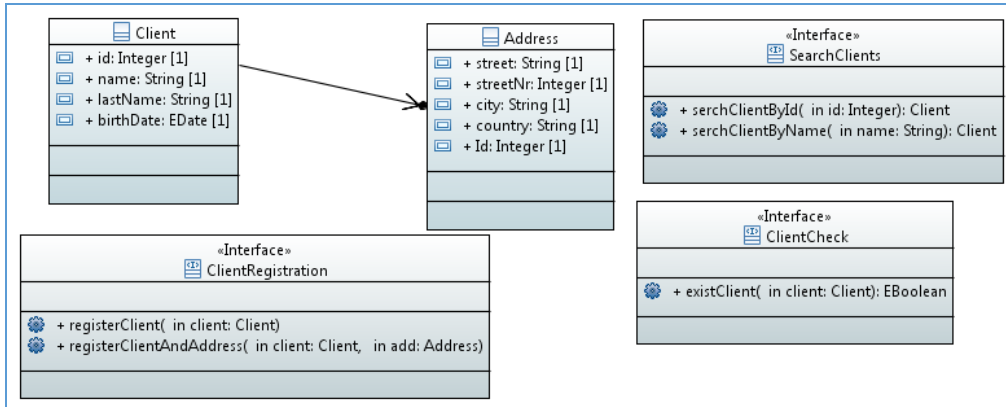 Client
+ id: Integer [1]
+ name: String [1]
+ lastName: String [1]
+ birthDate: EDate [1]
Address
+ street: String [1]
+ streetNr: Integer [1]
+ city: String [1]
+ country: String [1]
+ Id: Integer [1]
«Interface»
SearchClients
+ serchClientById( in id: Integer): Client
+ serchClientByName( in name: String): Client
«Interface»
ClientRegistration
+ registerClient( in client: Client)
+ registerClientAndAddress( in client: Client, in add: Address)
«Interface»
ClientCheck
+ existClient( in client: Client): EBoolean